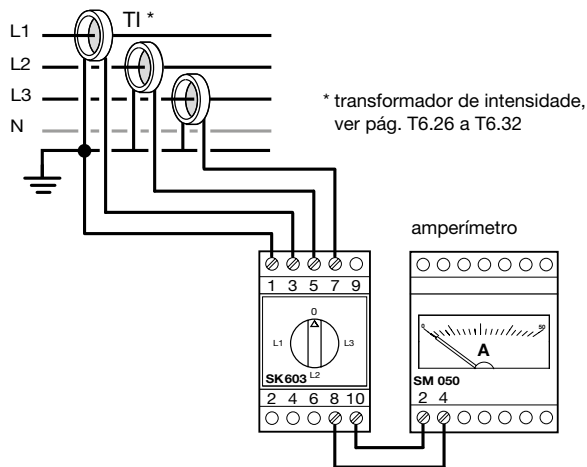 L1
TI *
L2
L3
N
* transformador de intensidade,
ver pág. T6.26 a T6.32
amperímetro
1 3 5 7 9
0
L1
L3
L2
SK603
2 4 6 8 10
0
50
A
SM 050
2 4